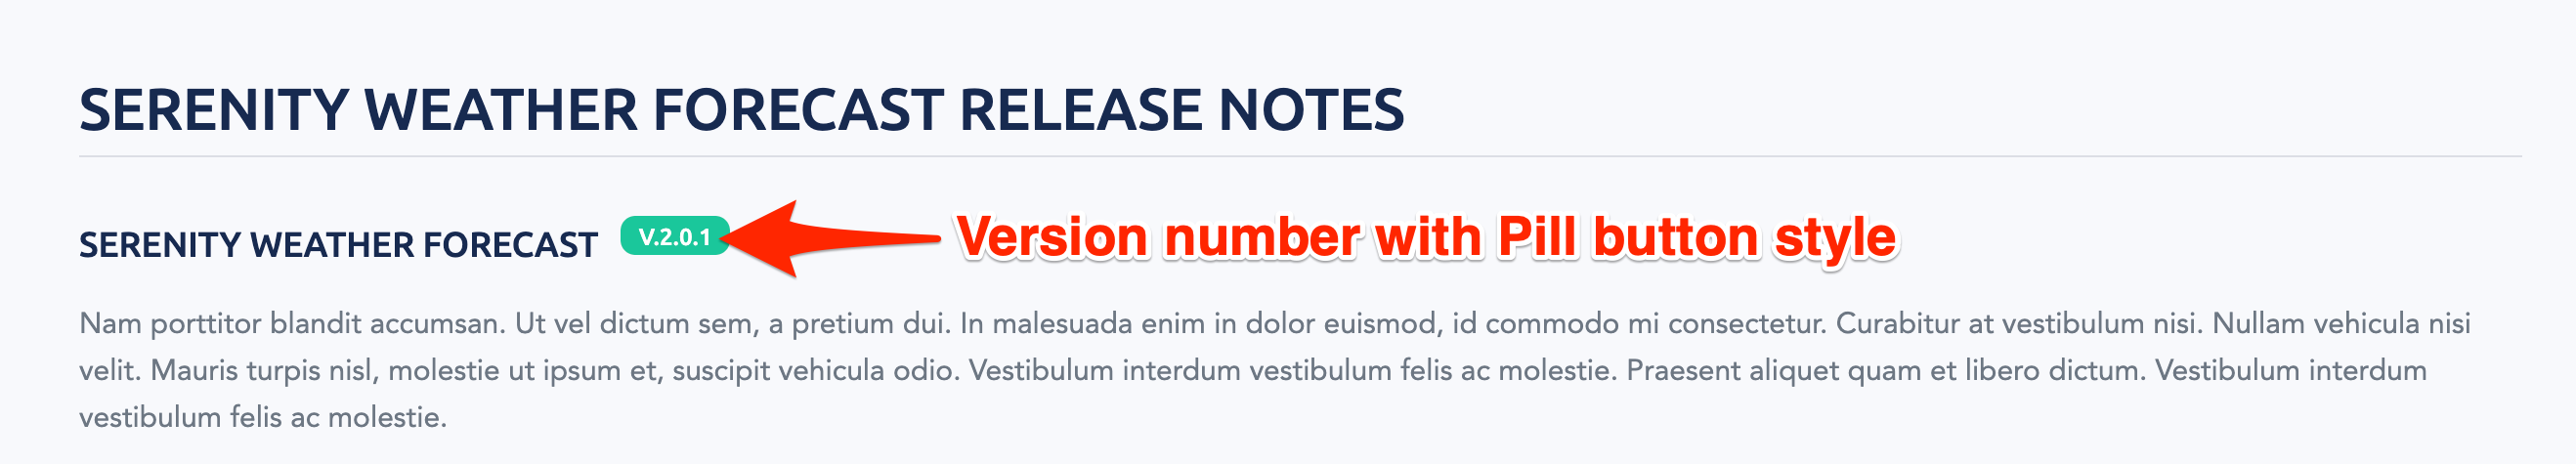 SERENITY WEATHER FORECAST RELEASE NOTES
SERENITY WEATHER FORECAST V.2.0.1 Version number with Pill button style
Nam porttitor blandit accumsan. Ut vel dictum sem, a pretium dui. In malesuada enim in dolor euismod, id commodo mi consectetur. Curabitur at vestibulum nisi. Nullam vehicula nisi
velit. Mauris turpis nisl, molestie ut ipsum et, suscipit vehicula odio. Vestibulum interdum vestibulum felis ac molestie. Praesent aliquet quam et libero dictum. Vestibulum interdum
vestibulum felis ac molestie.